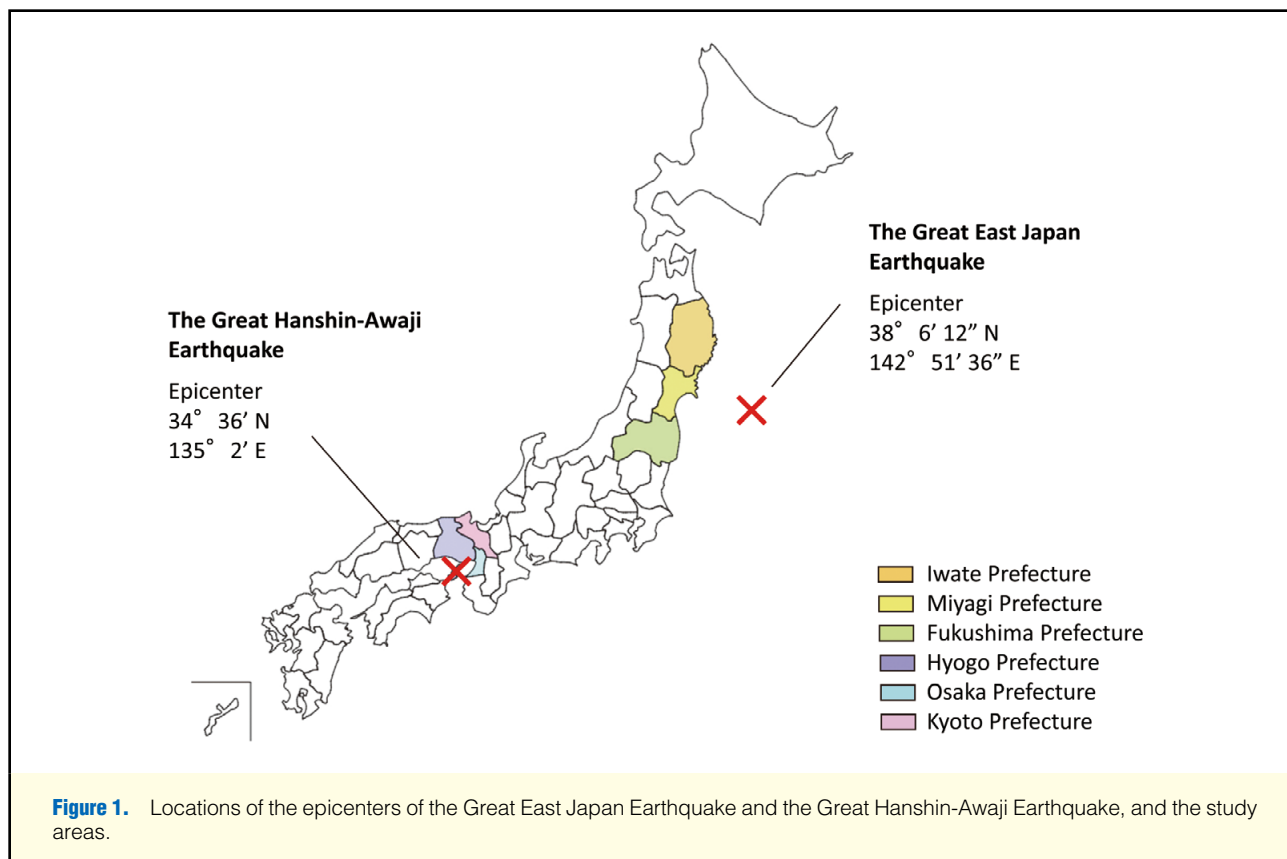 The Great East Japan
Earthquake
Epicenter
38° 6’ 12” N
142° 51’ 36” E
The Great Hanshin-Awaji
Earthquake
Epicenter
34° 36’ N
135° 2’ E
Iwate Prefecture
Miyagi Prefecture
Fukushima Prefecture
Hyogo Prefecture
Osaka Prefecture
Kyoto Prefecture
Figure 1. Locations of the epicenters of the Great East Japan Earthquake and the Great Hanshin-Awaji Earthquake, and the study
areas.